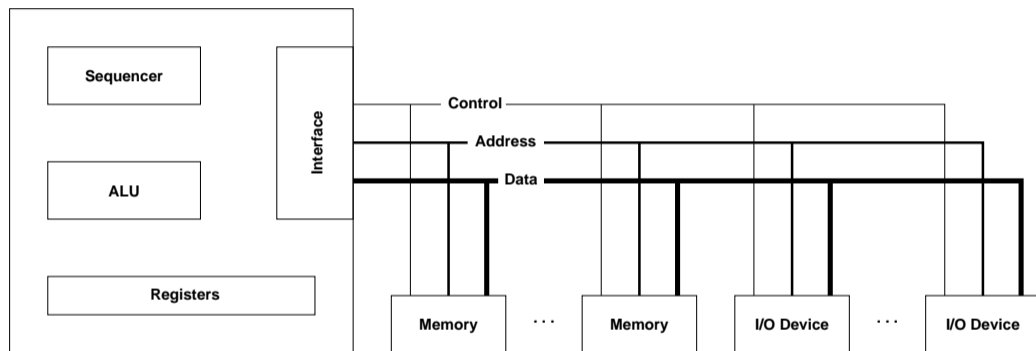 Sequencer
ALU
Registers
Interface
Control
Address
Data
Memory
...
Memory
I/O Device
...
I/O Device